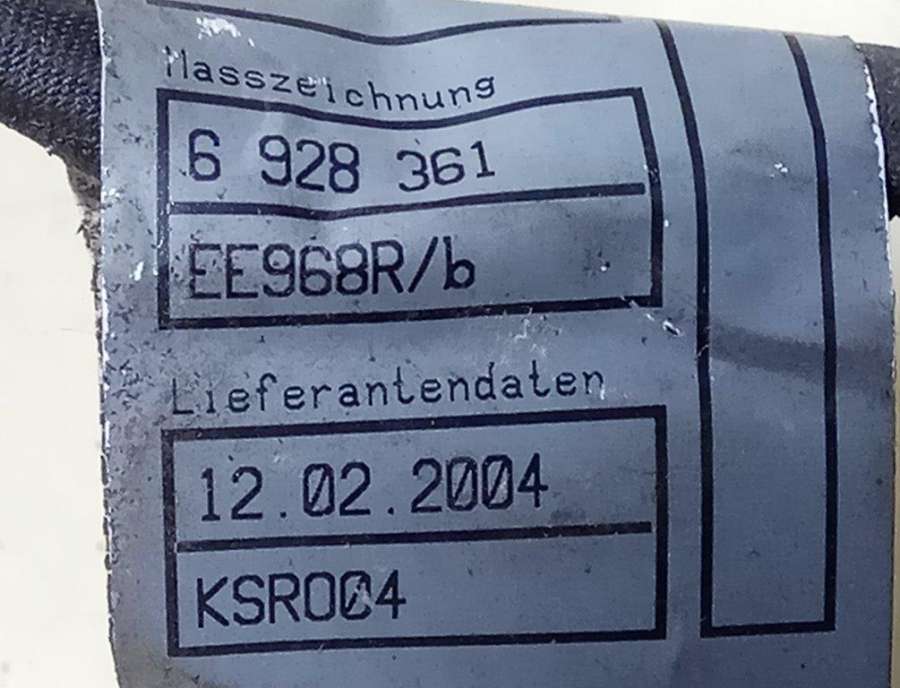 Masszeichnung
6 928 361
EE968R/b
Lieferantendaten
12.02.2004
KSR004